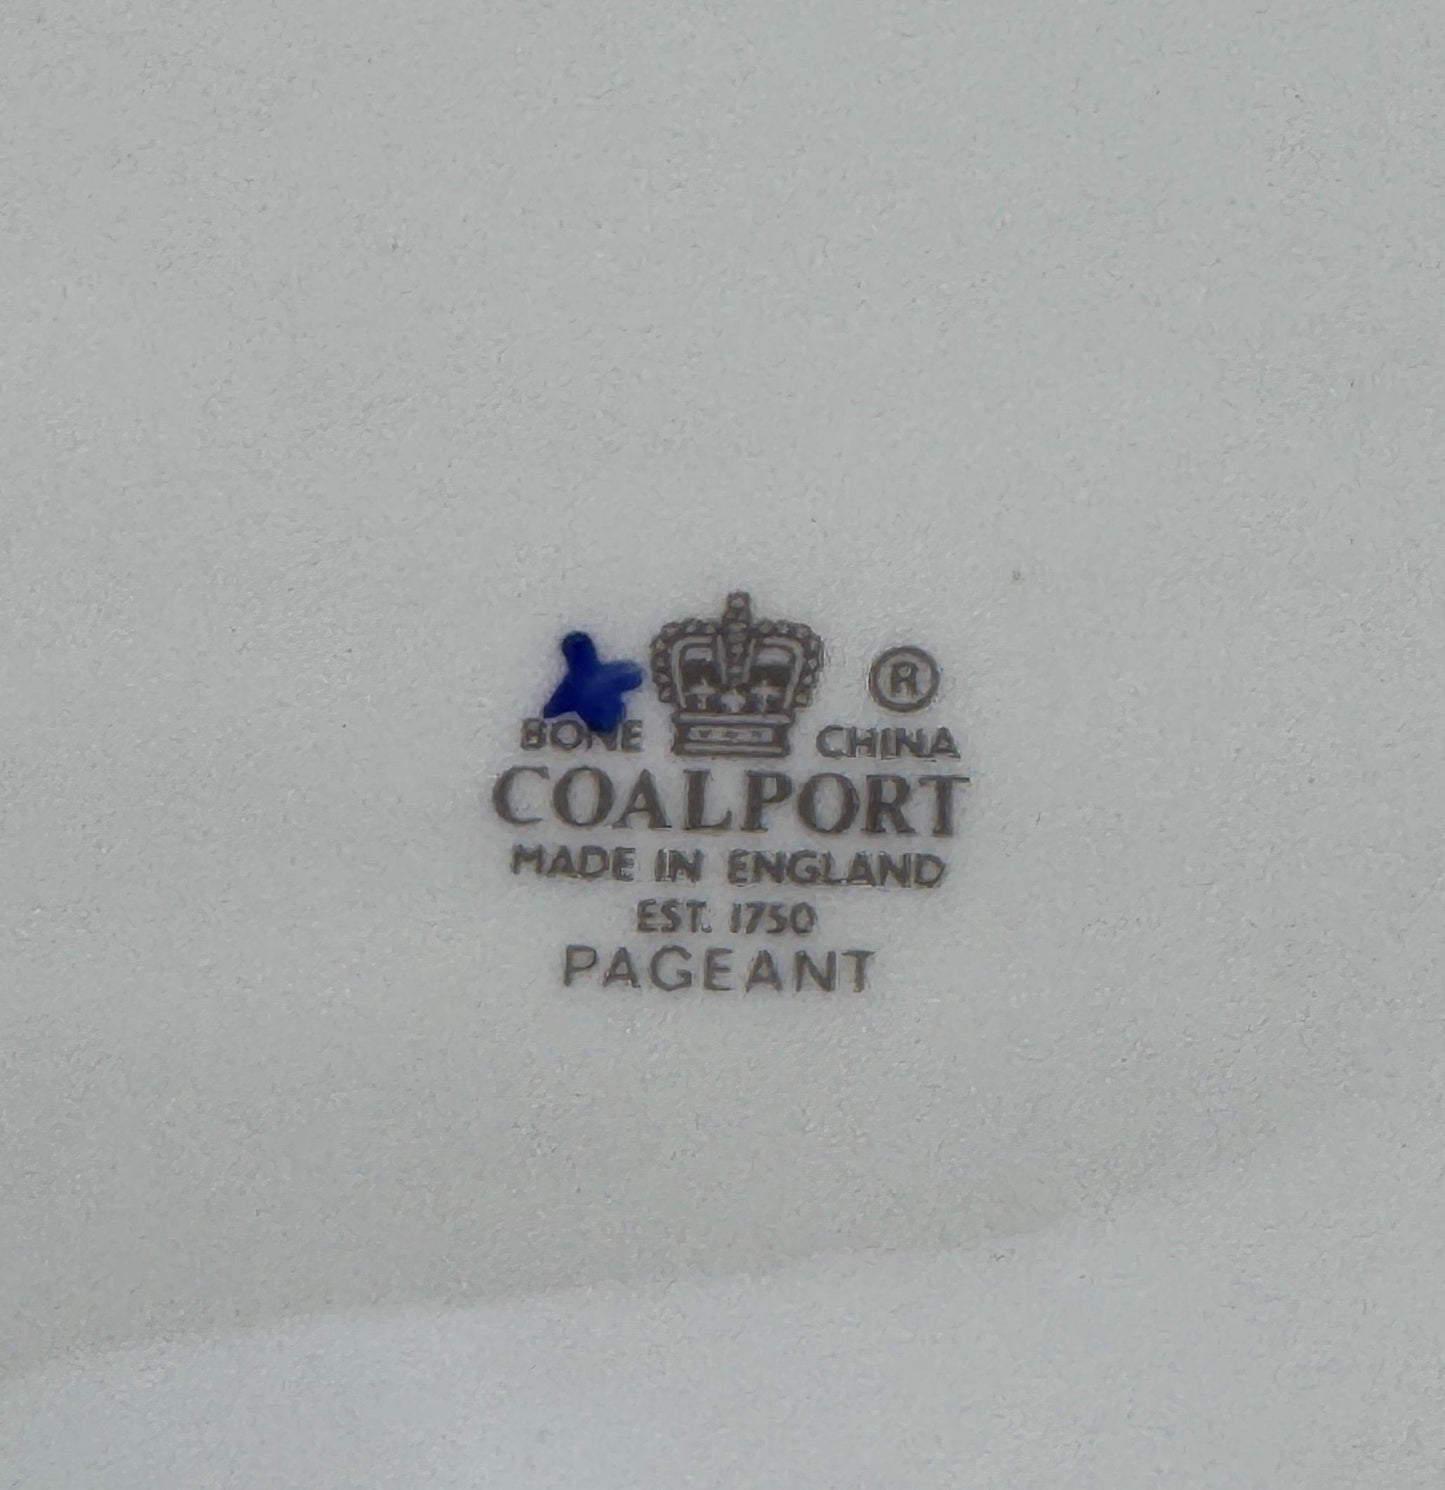 ®
BONE CHINA
COALPORT
MADE IN ENGLAND
EST. 1750
PAGEANT